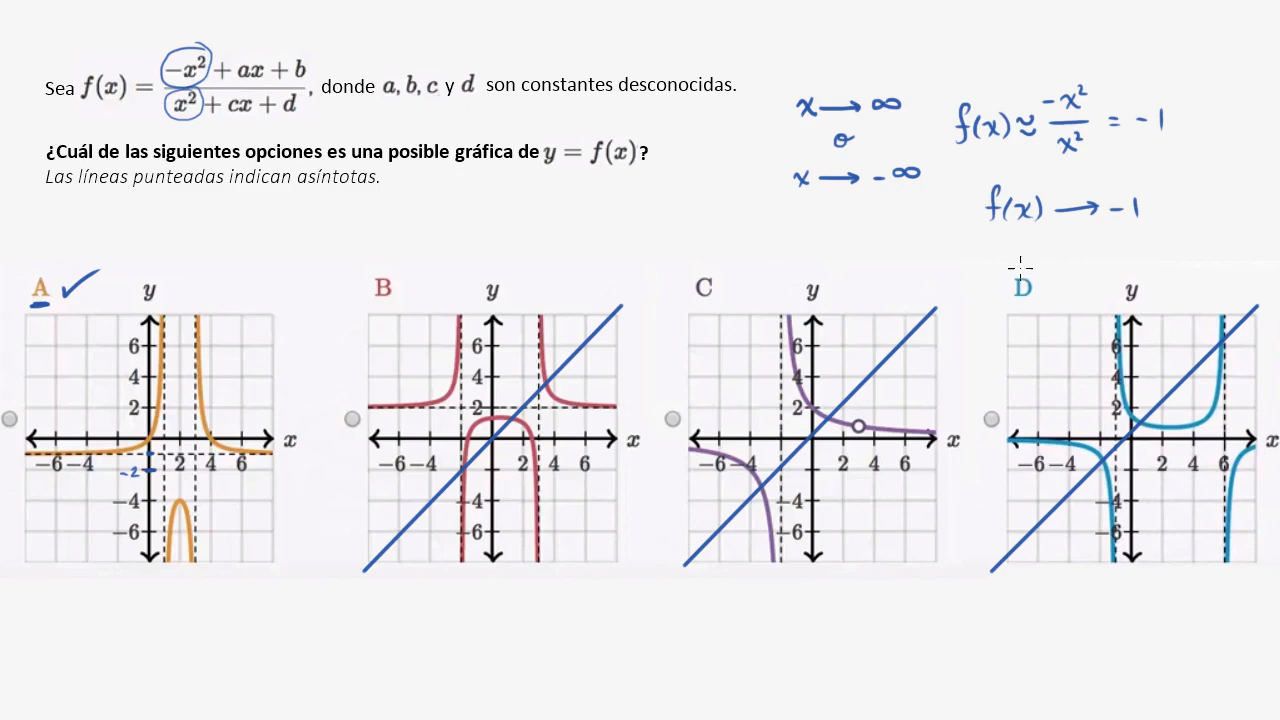 Sea f(x) = (-x² + ax + b)/(x² + cx + d), donde a, b, c y d son constantes desconocidas.
¿Cuál de las siguientes opciones es una posible gráfica de y = f(x)?
Las líneas punteadas indican asíntotas.
x → ∞
o
x → -∞
f(x) ≈ -x²/x² = -1
f(x) → -1
A
y
6
4
2
-6 -4 2 4 6 x
-2
-4
-6
B
y
6
4
2
-6 -4 2 4 6 x
-4
-6
C
y
6
4
2
-6 -4 2 4 6 x
-4
-6
D
y
6
4
2
-6 -4 2 4 6 x
-4
-6